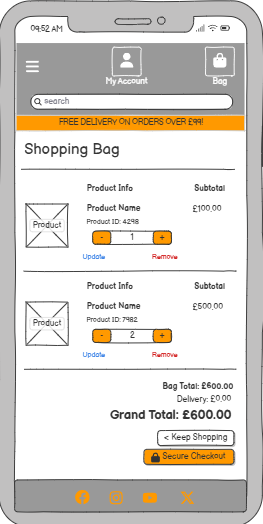 09:52 AM
My Account
Bag
search
FREE DELIVERY ON ORDERS OVER £99!
Shopping Bag
Product Info Subtotal
Product Name £100.00
Product ID: 4298
Product
- 1 +
Update Remove
Product Info Subtotal
Product Name £500.00
Product ID: 7982
Product
- 2 +
Update Remove
Bag Total: £600.00
Delivery: £0.00
Grand Total: £600.00
< Keep Shopping
Secure Checkout